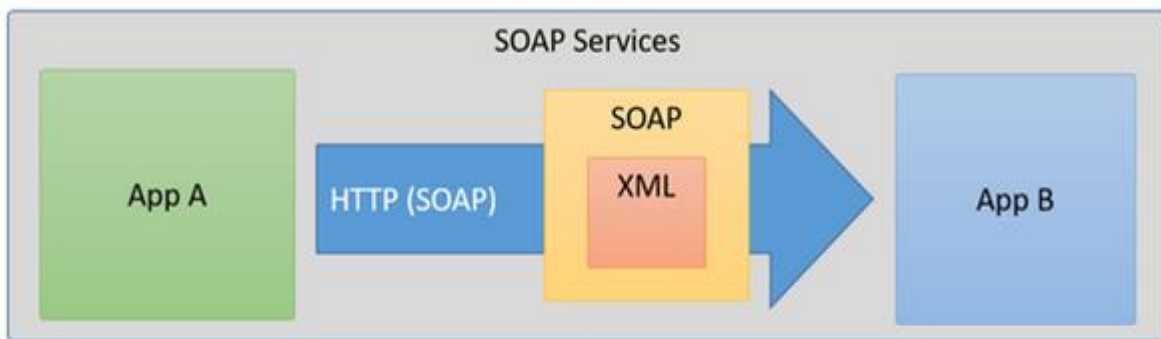 SOAP Services
App A
HTTP (SOAP)
SOAP
XML
App B